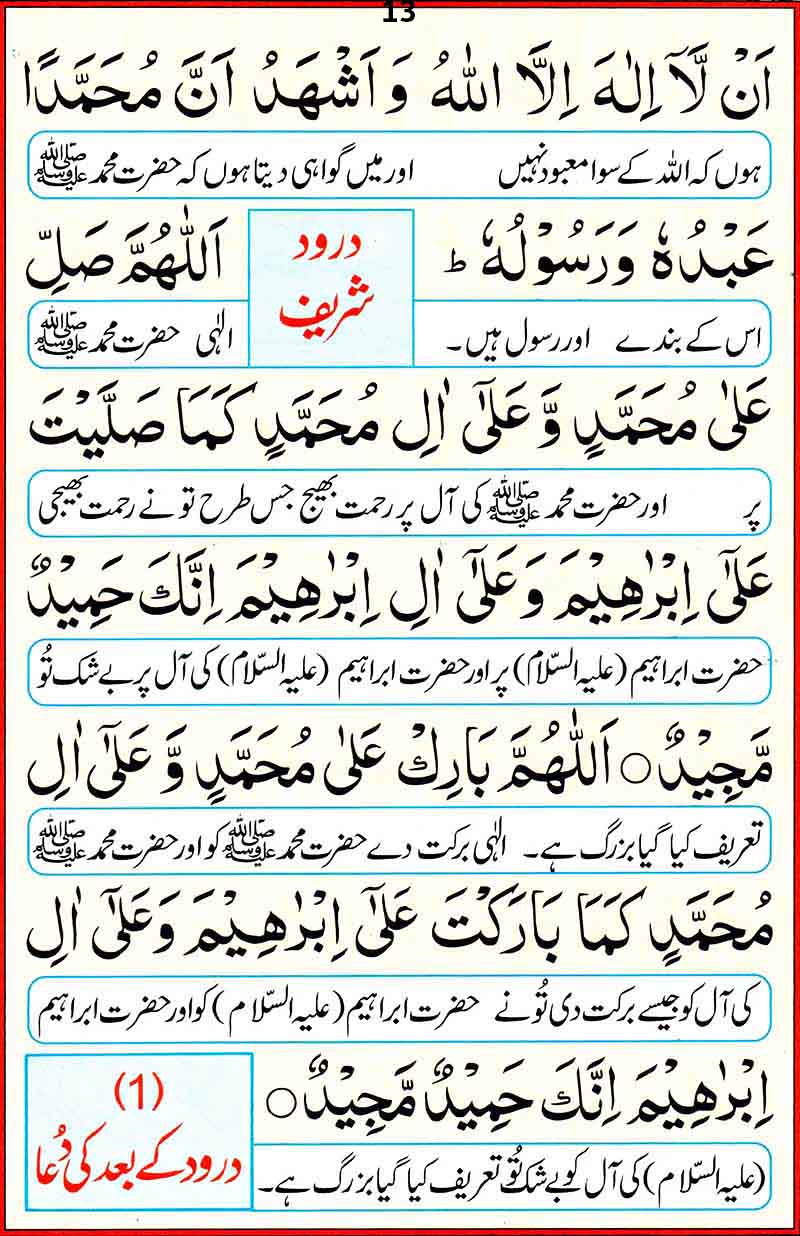 13
اَنْ لَّاۤ اِلٰهَ اِلَّا اللّٰهُ وَ اَشْهَدُ اَنَّ مُحَمَّدًا
ہوں کہ اللہ کے سوا معبود نہیں اور میں گواہی دیتا ہوں کہ حضرت محمد ﷺ
عَبْدُهٗ وَرَسُوْلُهٗ ط
درود
شریف
اَللّٰهُمَّ صَلِّ
اس کے بندے اور رسول ہیں۔ الٰہی حضرت محمد ﷺ
عَلٰى مُحَمَّدٍ وَّ عَلٰۤى اٰلِ مُحَمَّدٍ كَمَا صَلَّيْتَ
پر اور حضرت محمد ﷺ کی آل پر رحمت بھیج جس طرح تو نے رحمت بھیجی
عَلٰۤى اِبْرٰهِيْمَ وَ عَلٰۤى اٰلِ اِبْرٰهِيْمَ اِنَّكَ حَمِيْدٌ
حضرت ابراہیم (علیہ السّلام) پر اور حضرت ابراہیم (علیہ السّلام) کی آل پر بے شک تُو
مَّجِيْدٌ ○ اَللّٰهُمَّ بَارِكْ عَلٰى مُحَمَّدٍ وَّ عَلٰۤى اٰلِ
تعریف کیا گیا بزرگ ہے۔ الٰہی برکت دے حضرت محمد ﷺ کو اور حضرت محمد ﷺ
مُحَمَّدٍ كَمَا بَارَكْتَ عَلٰۤى اِبْرٰهِيْمَ وَعَلٰۤى اٰلِ
کی آل کو جیسے برکت دی تُو نے حضرت ابراہیم (علیہ السّلام) کو اور حضرت ابراہیم
اِبْرٰهِيْمَ اِنَّكَ حَمِيْدٌ مَّجِيْدٌ ○
(علیہ السّلام) کی آل کو بے شک تُو تعریف کیا گیا بزرگ ہے۔
(1)
درود کے بعد کی دُعا